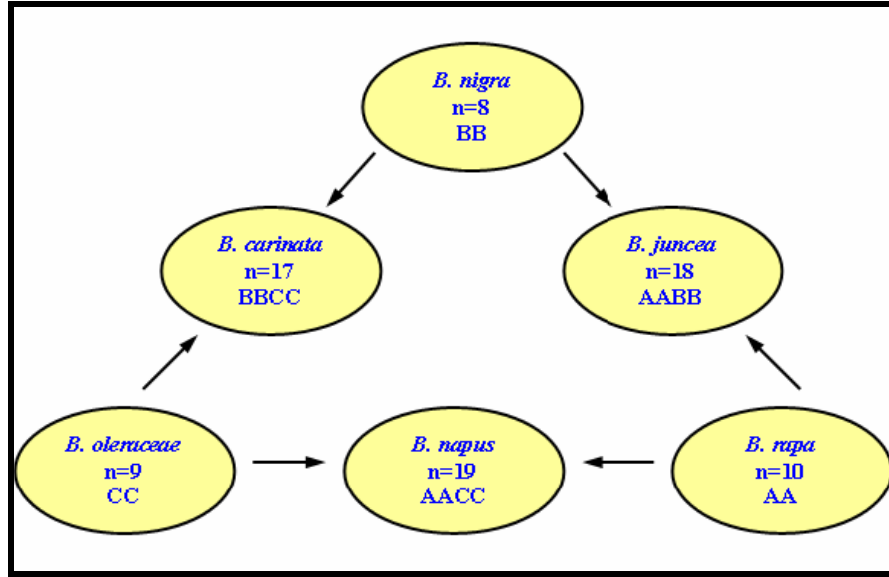 B. nigra
n=8
BB
B. carinata
n=17
BBCC
B. juncea
n=18
AABB
B. oleraceae
n=9
CC
B. napus
n=19
AACC
B. rapa
n=10
AA